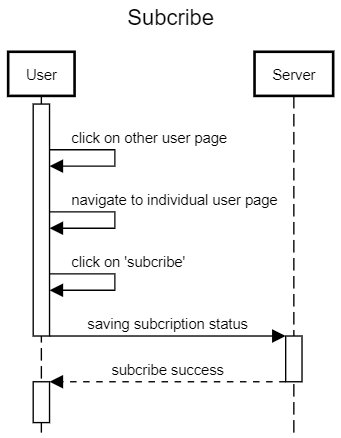 Subcribe
User
Server
click on other user page
navigate to individual user page
click on 'subcribe'
saving subcription status
subcribe success